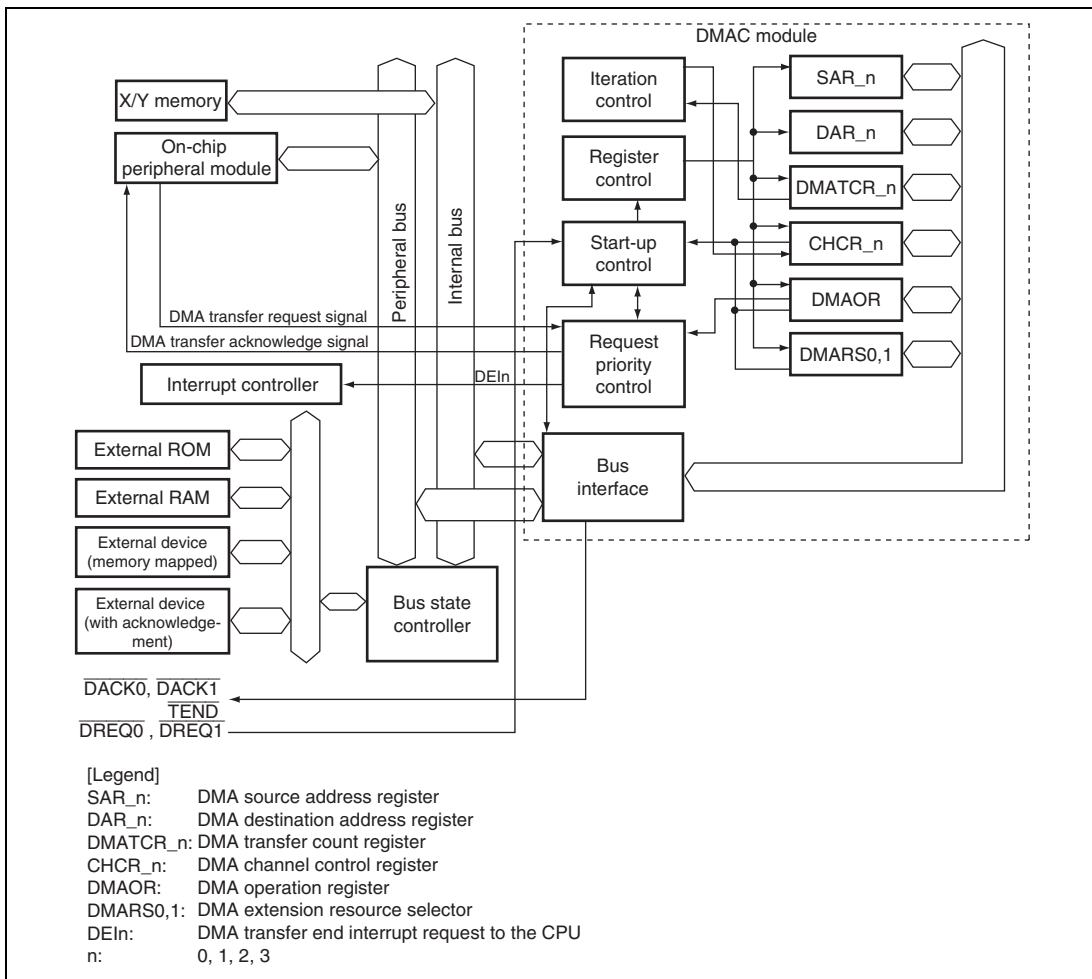 DMAC module
X/Y memory
On-chip
peripheral module
Peripheral bus
Internal bus
Iteration
control
Register
control
Start-up
control
Request
priority
control
SAR_n
DAR_n
DMATCR_n
CHCR_n
DMAOR
DMARS0,1
DMA transfer request signal
DMA transfer acknowledge signal
Interrupt controller
DEIn
External ROM
External RAM
External device
(memory mapped)
External device
(with acknowledge-
ment)
Bus
interface
Bus state
controller
DACK0, DACK1
TEND
DREQ0 , DREQ1
[Legend]
SAR_n: DMA source address register
DAR_n: DMA destination address register
DMATCR_n: DMA transfer count register
CHCR_n: DMA channel control register
DMAOR: DMA operation register
DMARS0,1: DMA extension resource selector
DEIn: DMA transfer end interrupt request to the CPU
n: 0, 1, 2, 3